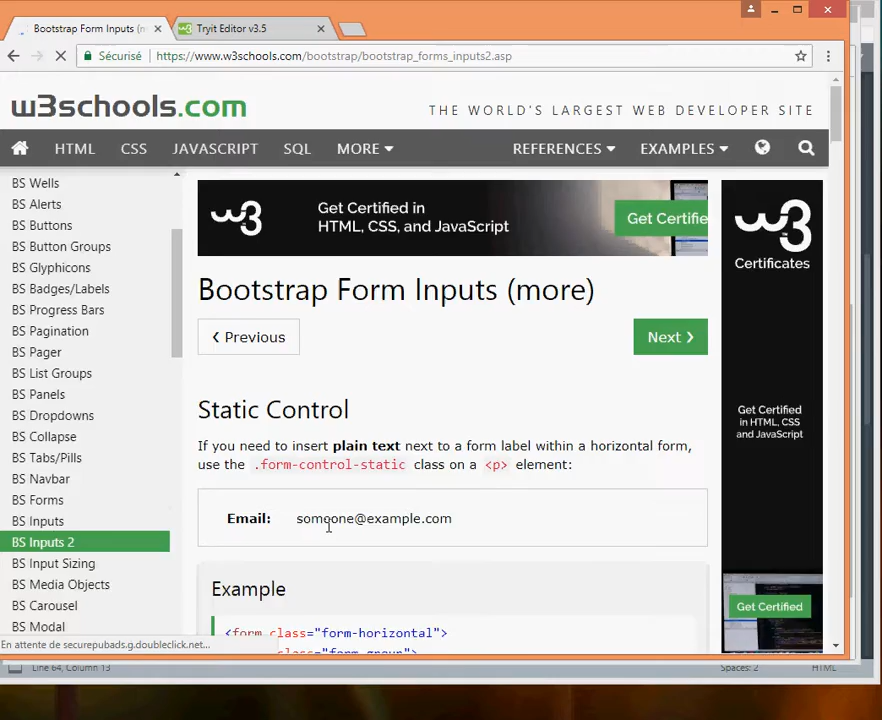 Bootstrap Form Inputs (m
Tryit Editor v3.5
Sécurisé
https://www.w3schools.com/bootstrap/bootstrap_forms_inputs2.asp
w3schools.com
THE WORLD'S LARGEST WEB DEVELOPER SITE
HTML CSS JAVASCRIPT SQL MORE REFERENCES EXAMPLES
BS Wells
BS Alerts
BS Buttons
BS Button Groups
BS Glyphicons
BS Badges/Labels
BS Progress Bars
BS Pagination
BS Pager
BS List Groups
BS Panels
BS Dropdowns
BS Collapse
BS Tabs/Pills
BS Navbar
BS Forms
BS Inputs
BS Inputs 2
BS Input Sizing
BS Media Objects
BS Carousel
BS Modal
w3
Get Certified in
HTML, CSS, and JavaScript
Get Certifie
Bootstrap Form Inputs (more)
❮ Previous
Next ❯
Static Control
If you need to insert plain text next to a form label within a horizontal form,
use the .form-control-static class on a <p> element:
Email: someone@example.com
Example
<form class="form-horizontal">
class="form-group">
w3
Certificates
Get Certified
in HTML, CSS
and JavaScript
Get Certified
En attente de securepubads.g.doubleclick.net...
Line 64, Column 13
Spaces: 2
HTML